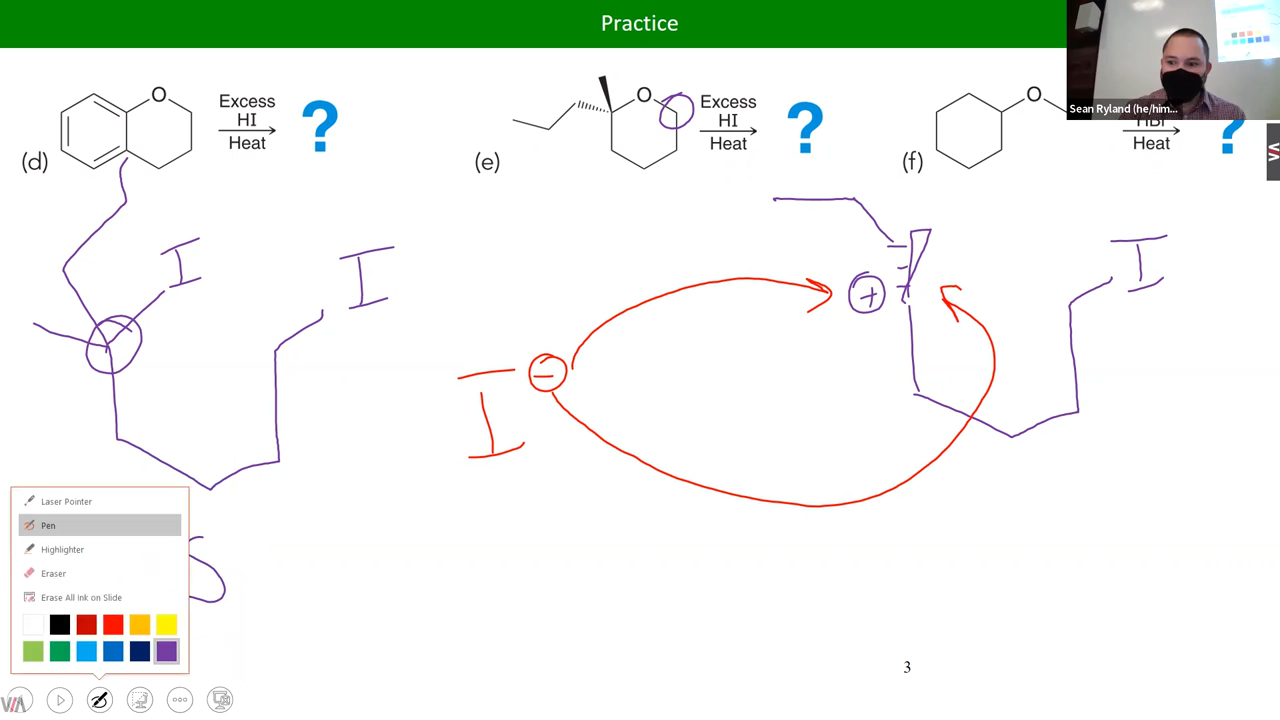 Practice
Sean Ryland (he/him...
O
Excess
HI
Heat
?
(d)
O
Excess
HI
Heat
?
(e)
O
HBr
?
(f)
I
I
+
I
I
−
Laser Pointer
Pen
Highlighter
Eraser
Erase All Ink on Slide
3